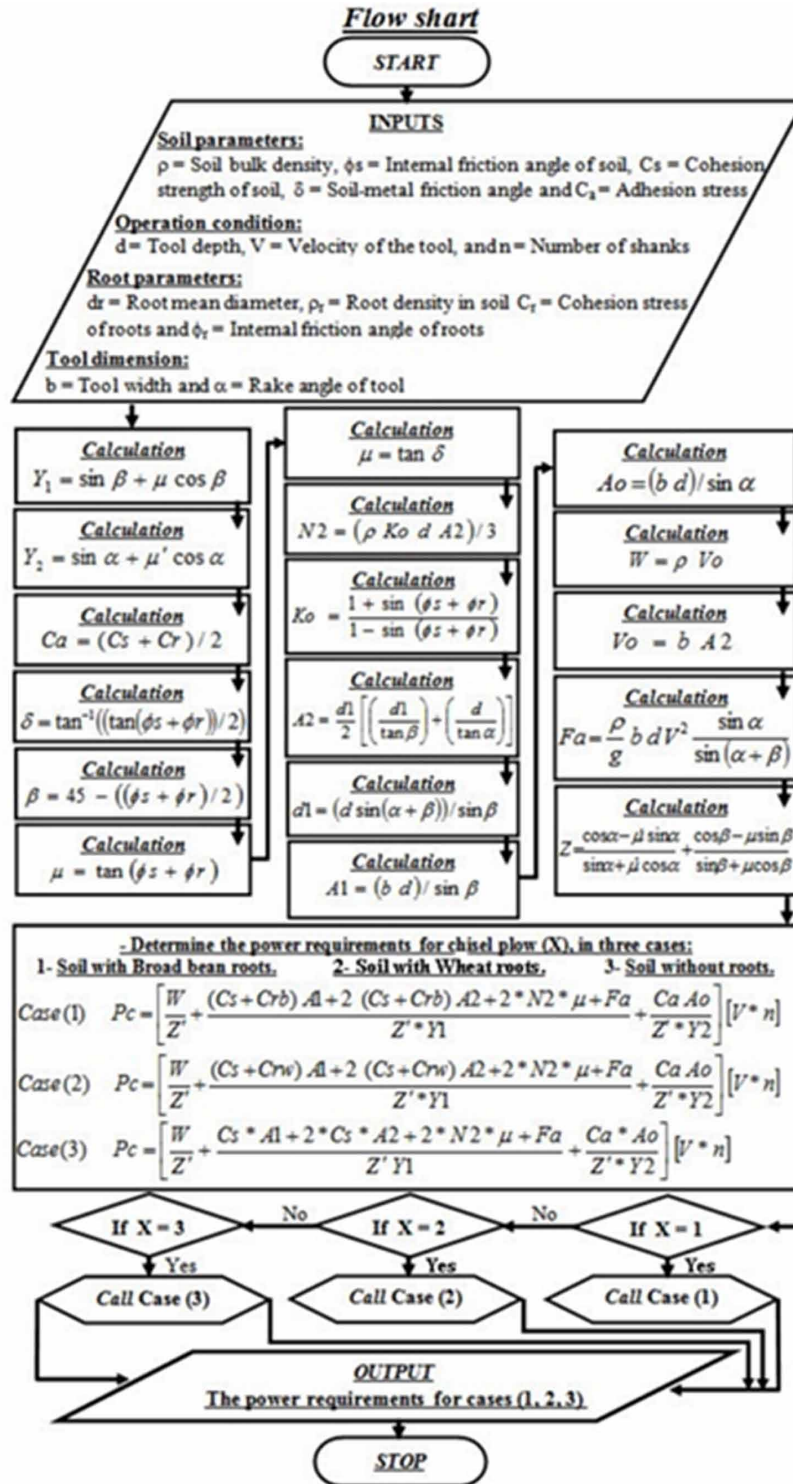 Flow shart
START
INPUTS
Soil parameters:
ρ = Soil bulk density, ϕs = Internal friction angle of soil, Cs = Cohesion
strength of soil, δ = Soil-metal friction angle and Cₐ = Adhesion stress
Operation condition:
d = Tool depth, V = Velocity of the tool, and n = Number of shanks
Root parameters:
dr = Root mean diameter, ρᵣ = Root density in soil Cᵣ = Cohesion stress
of roots and ϕᵣ = Internal friction angle of roots
Tool dimension:
b = Tool width and α = Rake angle of tool
Calculation
Y₁ = sin β + μ cos β
Calculation
Y₂ = sin α + μ' cos α
Calculation
Ca = (Cs + Cr)/2
Calculation
δ = tan⁻¹((tan(ϕs + ϕr))/2)
Calculation
β = 45 − ((ϕs + ϕr)/2)
Calculation
μ = tan (ϕs + ϕr)
Calculation
μ = tan δ
Calculation
N2 = (ρ Ko d A2)/3
Calculation
Ko = (1 + sin (ϕs + ϕr))/(1 − sin (ϕs + ϕr))
Calculation
A2 = d1/2 [(d1/tan β) + (d/tan α)]
Calculation
d1 = (d sin(α + β))/sin β
Calculation
A1 = (b d)/ sin β
Calculation
Ao = (b d)/sin α
Calculation
W = ρ Vo
Calculation
Vo = b A2
Calculation
Fa = ρ/g b d V² sin α/sin (α + β)
Calculation
Z = (cosα − μ' sinα)/(sinα + μ' cosα) + (cosβ − μ sinβ)/(sinβ + μ cosβ)
- Determine the power requirements for chisel plow (X), in three cases:
1- Soil with Broad bean roots. 2- Soil with Wheat roots. 3- Soil without roots.
Case(1) Pc = [W/Z' + ((Cs + Crb) A1 + 2 (Cs + Crb) A2 + 2 * N2 * μ + Fa)/(Z' * Y1) + (Ca Ao)/(Z' * Y2)] [V * n]
Case(2) Pc = [W/Z' + ((Cs + Crw) A1 + 2 (Cs + Crw) A2 + 2 * N2 * μ + Fa)/(Z' * Y1) + (Ca Ao)/(Z' * Y2)] [V * n]
Case(3) Pc = [W/Z' + (Cs * A1 + 2 * Cs * A2 + 2 * N2 * μ + Fa)/(Z' Y1) + (Ca * Ao)/(Z' * Y2)] [V * n]
If X = 3
No
If X = 2
No
If X = 1
Yes
Yes
Yes
Call Case (3)
Call Case (2)
Call Case (1)
OUTPUT
The power requirements for cases (1, 2, 3)
STOP